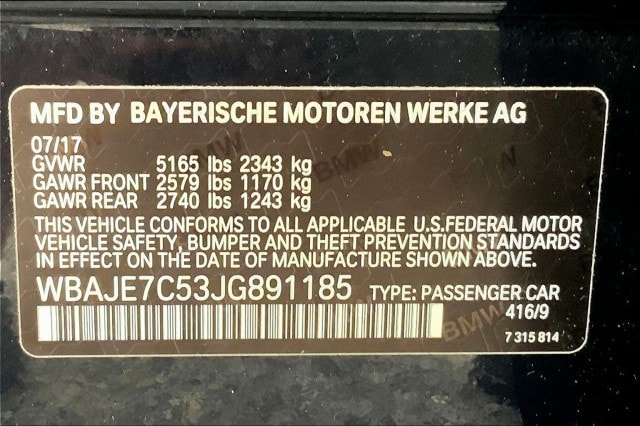 MFD BY BAYERISCHE MOTOREN WERKE AG
07/17
GVWR 5165 lbs 2343 kg
GAWR FRONT 2579 lbs 1170 kg
GAWR REAR 2740 lbs 1243 kg
THIS VEHICLE CONFORMS TO ALL APPLICABLE U.S.FEDERAL MOTOR
VEHICLE SAFETY, BUMPER AND THEFT PREVENTION STANDARDS
IN EFFECT ON THE DATE OF MANUFACTURE SHOWN ABOVE.
WBAJE7C53JG891185 TYPE: PASSENGER CAR
416/9
7 315 814